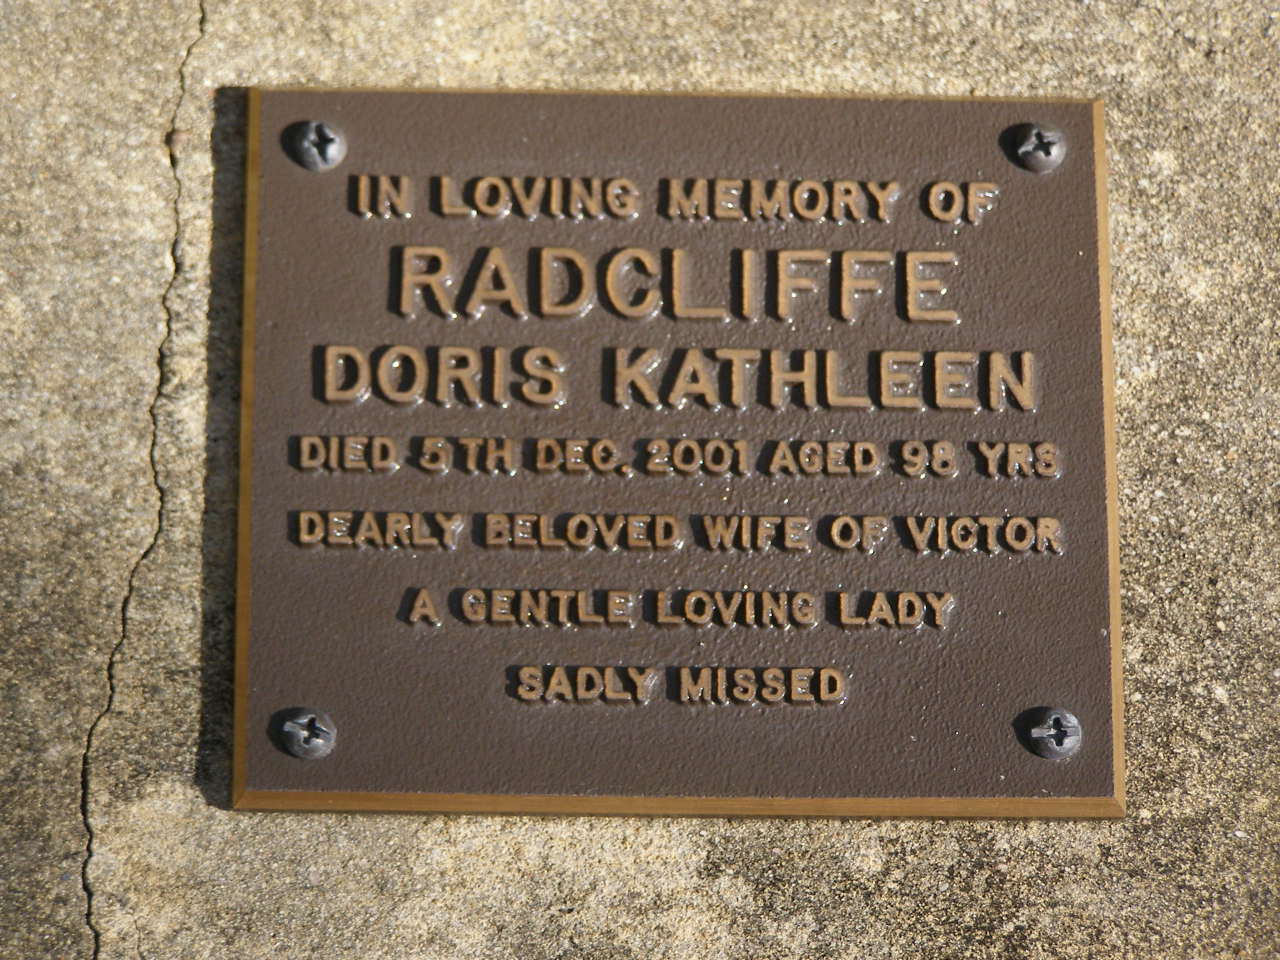 IN LOVING MEMORY OF
RADCLIFFE
DORIS KATHLEEN
DIED 5TH DEC. 2001 AGED 98 YRS
DEARLY BELOVED WIFE OF VICTOR
A GENTLE LOVING LADY
SADLY MISSED